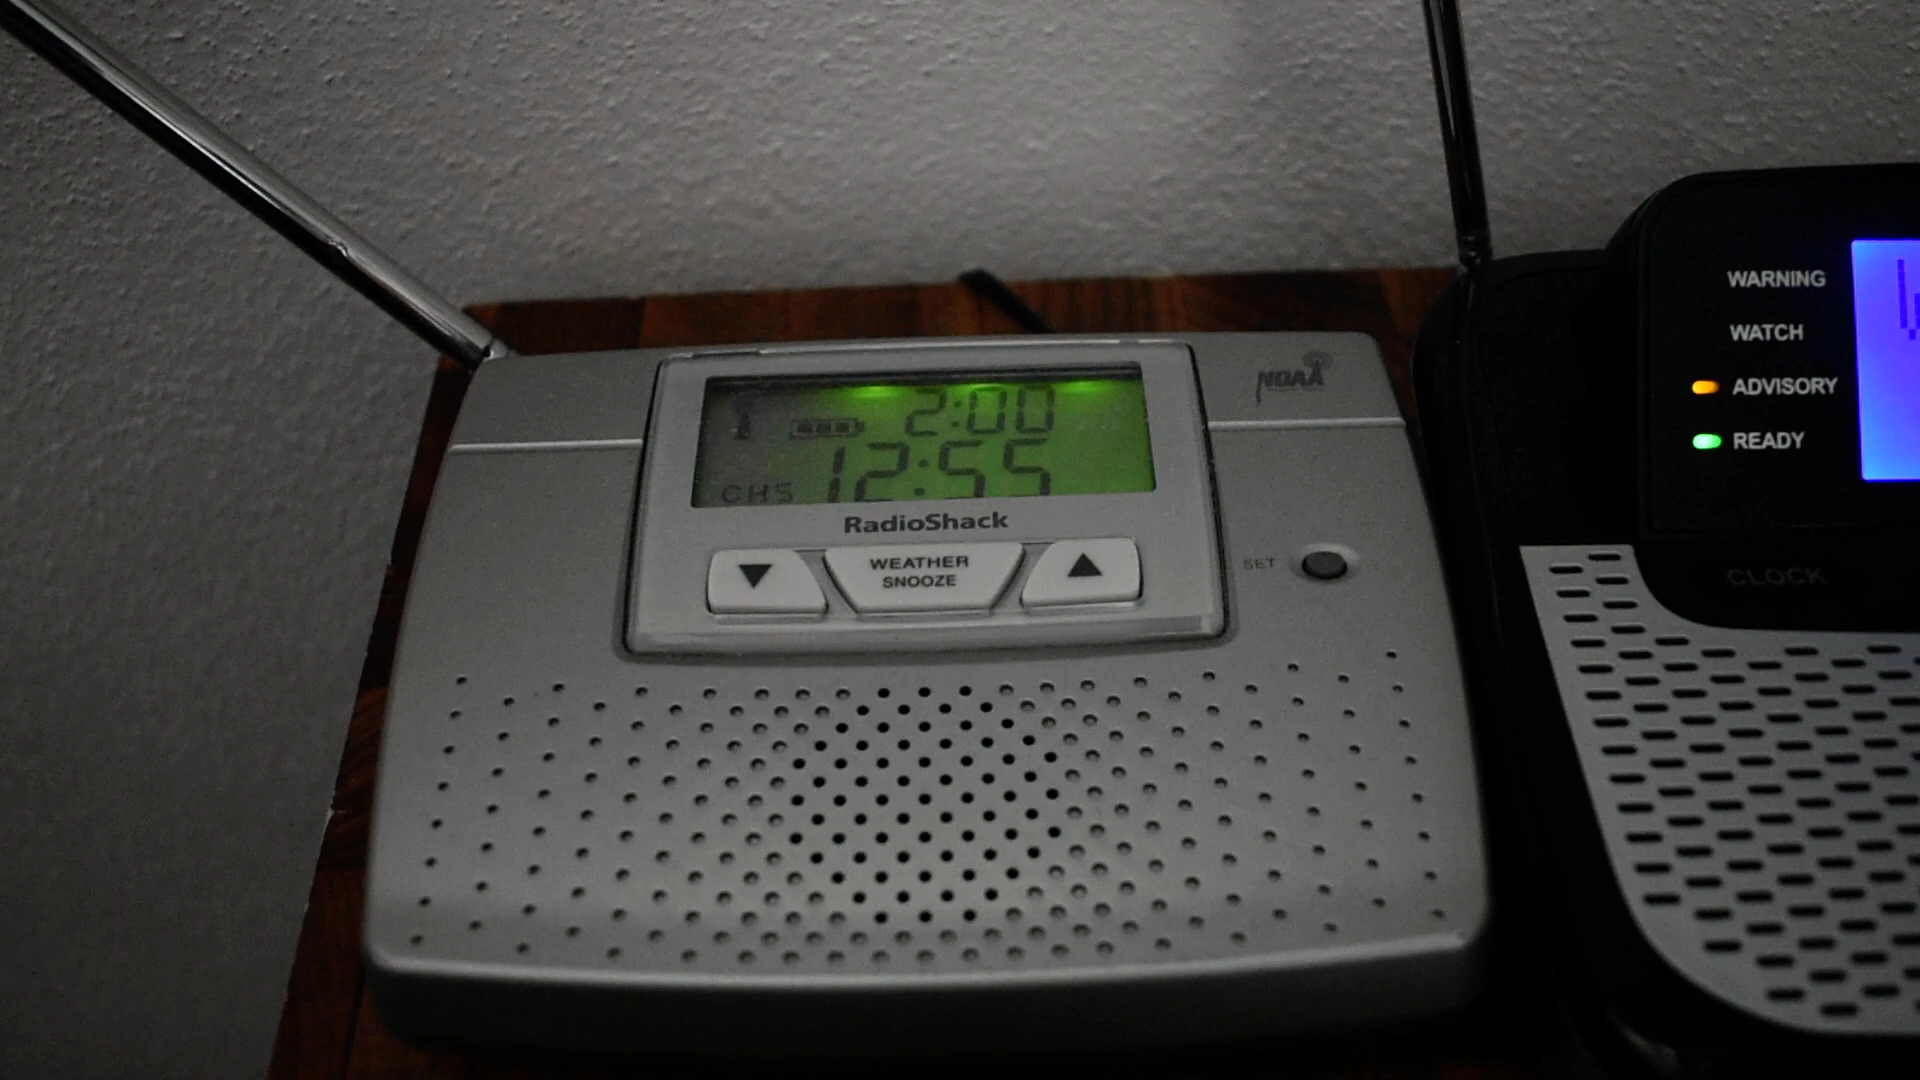 2:00
12:55
CH5
RadioShack
WEATHER
SNOOZE
SET
NOAA
WARNING
WATCH
ADVISORY
READY
CLOCK